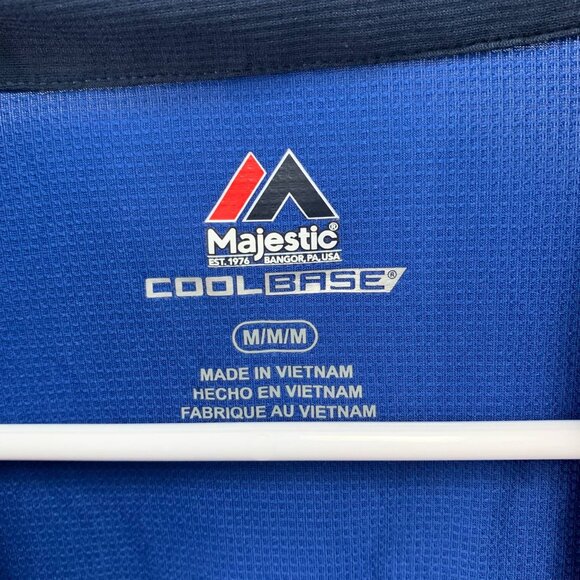 Majestic®
EST. 1976 BANGOR, PA, USA
COOLBASE®
M/M/M
MADE IN VIETNAM
HECHO EN VIETNAM
FABRIQUE AU VIETNAM